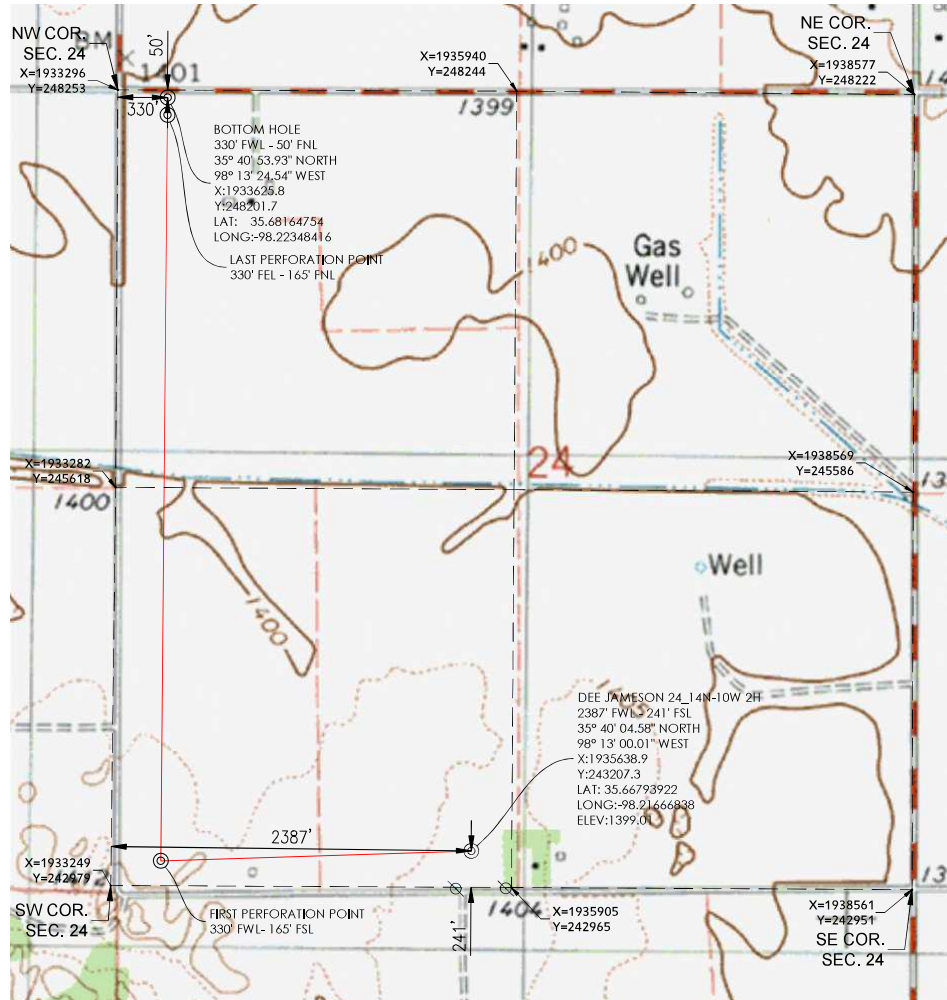 NW COR.
SEC. 24
X=1933296
Y=248253
BM
1401
50'
330'
X=1935940
Y=248244
1399
NE COR.
SEC. 24
X=1938577
Y=248222
BOTTOM HOLE
330' FWL - 50' FNL
35° 40' 53.93" NORTH
98° 13' 24.54" WEST
X:1933625.8
Y:248201.7
LAT: 35.68164754
LONG:-98.22348416
LAST PERFORATION POINT
330' FEL - 165' FNL
1400
Gas
Well
X=1933282
Y=245618
1400
24
X=1938569
Y=245586
1400
Well
DEE JAMESON 24_14N-10W 2H
2387' FWL - 241' FSL
35° 40' 04.58" NORTH
98° 13' 00.01" WEST
X:1935638.9
Y:243207.3
LAT: 35.66793922
LONG:-98.21666838
ELEV:1399.01
2387'
X=1933249
Y=242979
SW COR.
SEC. 24
FIRST PERFORATION POINT
330' FWL- 165' FSL
241'
1404
X=1935905
Y=242965
X=1938561
Y=242951
SE COR.
SEC. 24